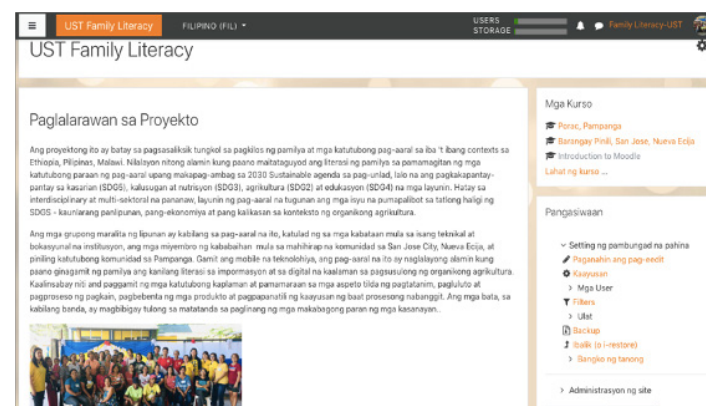 UST Family Literacy
FILIPINO (FIL)
USERS
STORAGE
Family Literacy-UST
UST Family Literacy
Paglalarawan sa Proyekto
Ang proyektong ito ay batay sa pagsasaliksik tungkol sa pagkilos ng pamilya at mga katutubong pag-aaral sa iba 't ibang contexts sa
Ethiopia, Pilipinas, Malawi. Nilalayon nitong alamin kung paano maitataguyod ang literasi ng pamilya sa pamamagitan ng mga
katutubong paraan ng pag-aaral upang makapag-ambag sa 2030 Sustainable agenda sa pag-unlad, lalo na ang pagkakapantay-
pantay sa kasarian (SDG5), kalusugan at nutrisyon (SDG3), agrikultura (SDG2) at edukasyon (SDG4) na mga layunin. Hatay sa
interdisciplinary at multi-sektoral na pananaw, layunin ng pag-aaral na tugunan ang mga isyu na pumapalibot sa tatlong haligi ng
SDGS - kauniarang panlipunan, pang-ekonomiya at pang kalikasan sa konteksto ng organikong agrikultura.
Ang mga grupong maralita ng lipunan ay kabilang sa pag-aaral na ito, katulad ng sa mga kabataan mula sa isang teknikal at
bokasyunal na institusyon, ang mga miyembro ng kababaihan mula sa mahihirap na komunidad sa San Jose City, Nueva Ecija, at
piniling katutubong komunidad sa Pampanga. Gamit ang mobile na teknolohiya, ang pag-aaral na ito ay naglalayong alamin kung
paano ginagamit ng pamilya ang kanilang literasi sa impormasyon at sa digital na kaalaman sa pagsusulong ng organikong agrikultura.
Kaalinsabay niti and paggamit ng mga katutubong kaplaman at pamamaraan sa mga aspeto tilda ng pagtatanim, pagluluto at
pagproseso ng pagkain, pagbebenta ng mga produkto at pagpapanatili ng kaayusan ng baat prosesong nabanggit. Ang mga bata, sa
kabilang banda, ay magbibigay tulong sa matatanda sa paglinang ng mga makabagong paran ng mga kasanayan..
Mga Kurso
Porac, Pampanga
Barangay Pinili, San Jose, Nueva Ecija
Introduction to Moodle
Lahat ng kurso ...
Pangasiwaan
Setting ng pambungad na pahina
Paganahin ang pag-eedit
Kaayusan
Mga User
Filters
Ulat
Backup
Ibalik (o i-restore)
Bangko ng tanong
Administrasyon ng site